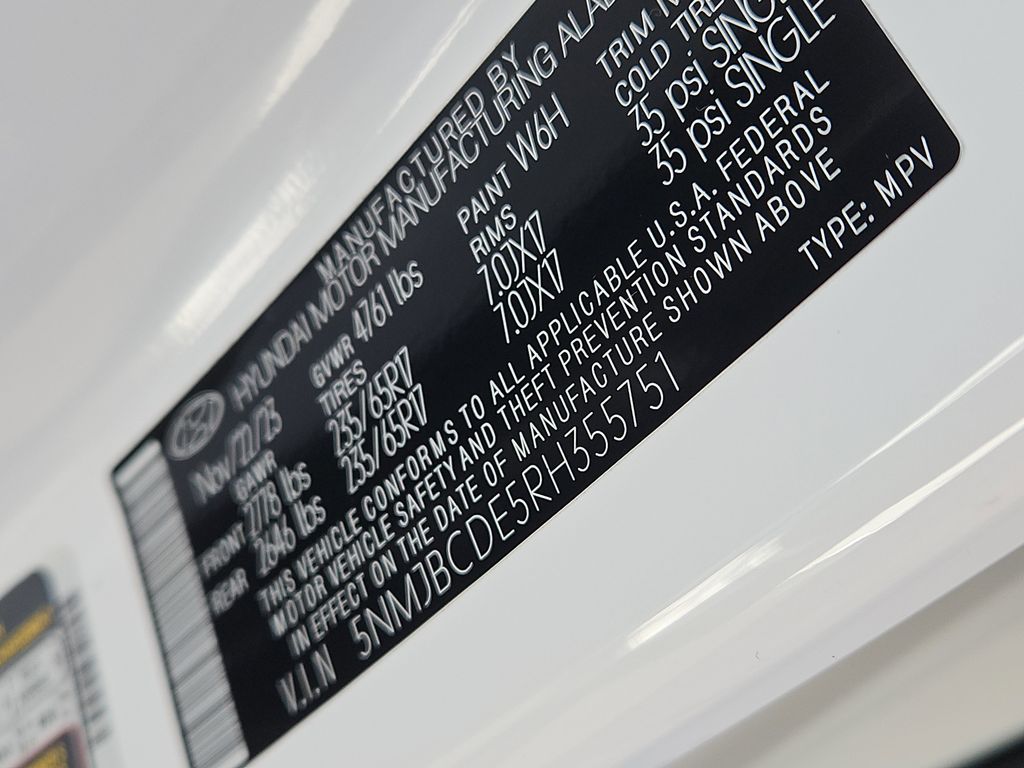 MANUFACTURED BY
HYUNDAI MOTOR MANUFACTURING
Nov/22/23 GVWR 4761 lbs PAINT W6H TRIM
GAWR TIRES RIMS COLD TIRE
FRONT 2778 lbs 235/65R17 7.0JX17 35 psi SINGLE
REAR 2646 lbs 235/65R17 7.0JX17 35 psi SINGLE
THIS VEHICLE CONFORMS TO ALL APPLICABLE U.S.A. FEDERAL
MOTOR VEHICLE SAFETY AND THEFT PREVENTION STANDARDS
IN EFFECT ON THE DATE OF MANUFACTURE SHOWN ABOVE
V.I.N 5NMJBCDE5RH355751 TYPE: MPV